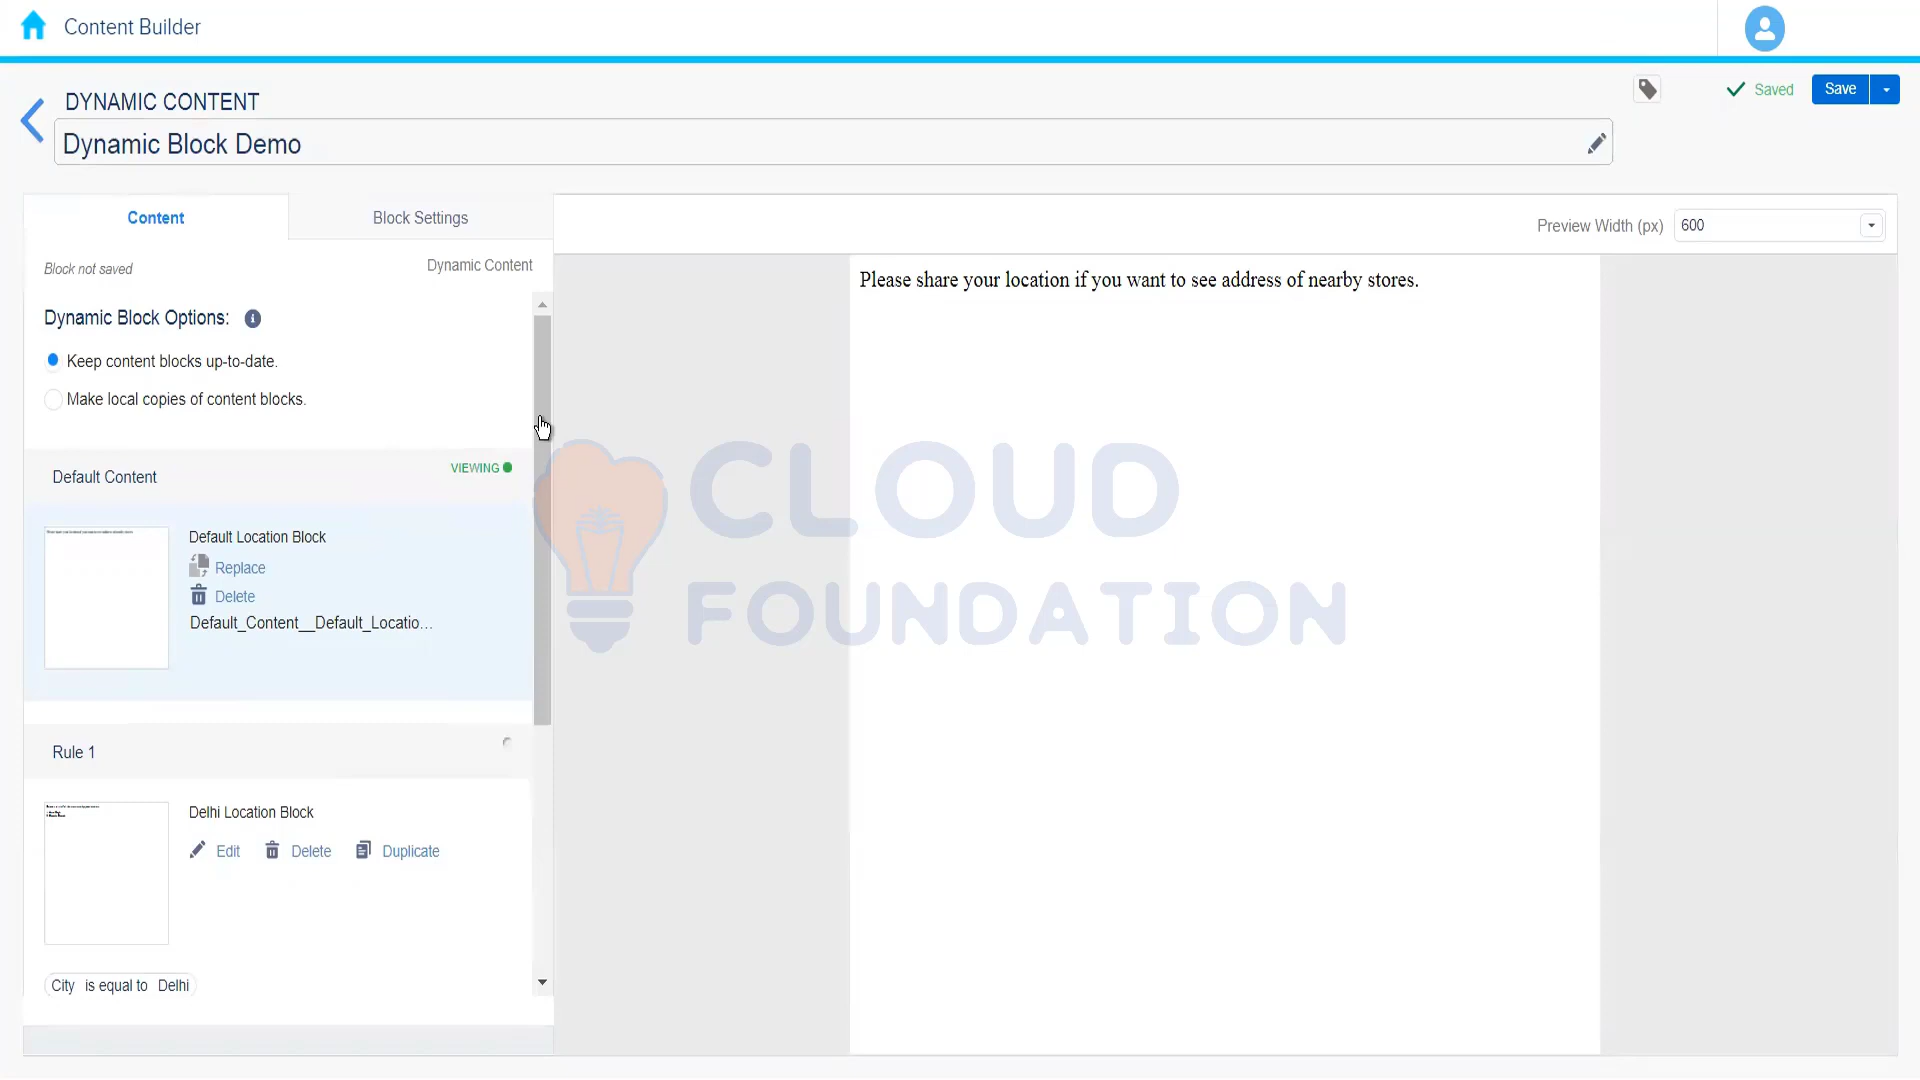 Content Builder
DYNAMIC CONTENT
Dynamic Block Demo
Saved
Save
Content
Block Settings
Preview Width (px)
600
Block not saved
Dynamic Content
Dynamic Block Options:
Keep content blocks up-to-date.
Make local copies of content blocks.
Default Content
VIEWING
Default Location Block
Replace
Delete
Default_Content__Default_Locatio...
Rule 1
Delhi Location Block
Edit
Delete
Duplicate
City is equal to Delhi
Please share your location if you want to see address of nearby stores.
CLOUD
FOUNDATION